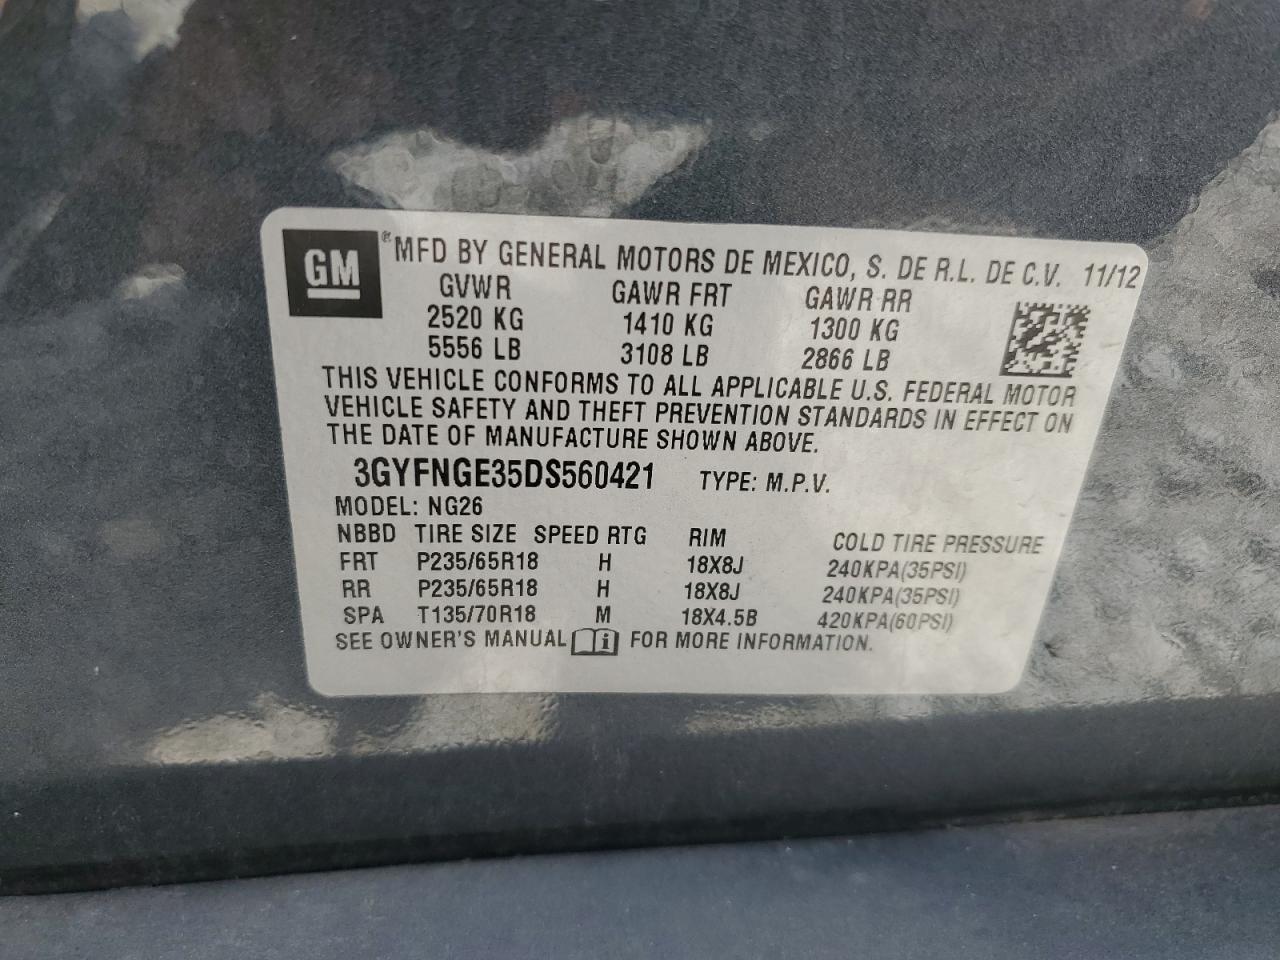 GM ® MFD BY GENERAL MOTORS DE MEXICO, S. DE R.L. DE C.V. 11/12
GVWR GAWR FRT GAWR RR
2520 KG 1410 KG 1300 KG
5556 LB 3108 LB 2866 LB
THIS VEHICLE CONFORMS TO ALL APPLICABLE U.S. FEDERAL MOTOR
VEHICLE SAFETY AND THEFT PREVENTION STANDARDS IN EFFECT ON
THE DATE OF MANUFACTURE SHOWN ABOVE.
3GYFNGE35DS560421 TYPE: M.P.V.
MODEL: NG26
NBBD TIRE SIZE SPEED RTG RIM COLD TIRE PRESSURE
FRT P235/65R18 H 18X8J 240KPA(35PSI)
RR P235/65R18 H 18X8J 240KPA(35PSI)
SPA T135/70R18 M 18X4.5B 420KPA(60PSI)
SEE OWNER'S MANUAL i FOR MORE INFORMATION.